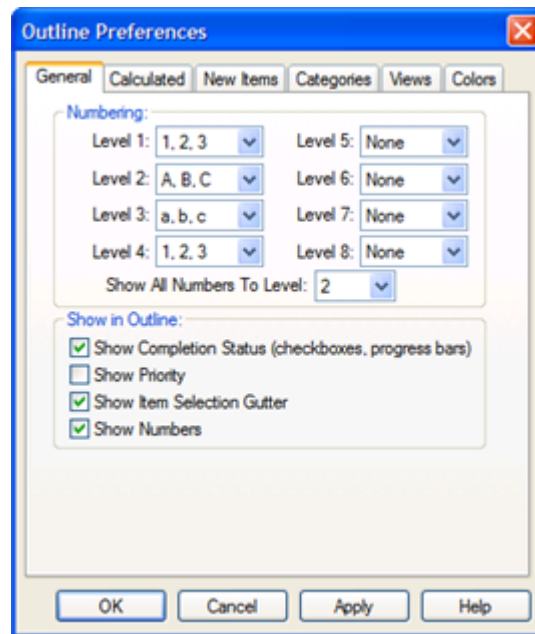 Outline Preferences
General Calculated New Items Categories Views Colors
Numbering:
Level 1: 1, 2, 3 Level 5: None
Level 2: A, B, C Level 6: None
Level 3: a, b, c Level 7: None
Level 4: 1, 2, 3 Level 8: None
Show All Numbers To Level: 2
Show in Outline:
Show Completion Status (checkboxes, progress bars)
Show Priority
Show Item Selection Gutter
Show Numbers
OK Cancel Apply Help